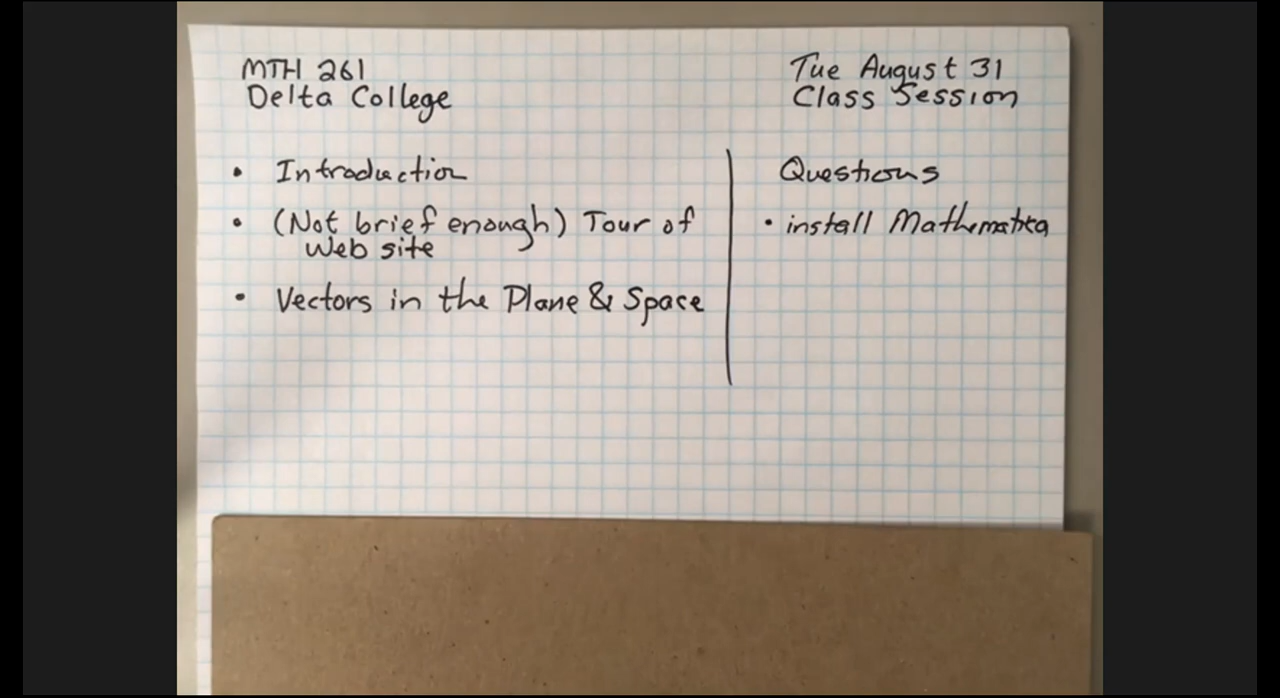 MTH 261
Delta College
Tue August 31
Class Session
• Introduction
• (Not brief enough) Tour of
Web site
• Vectors in the Plane & Space
Questions
• install Mathematica